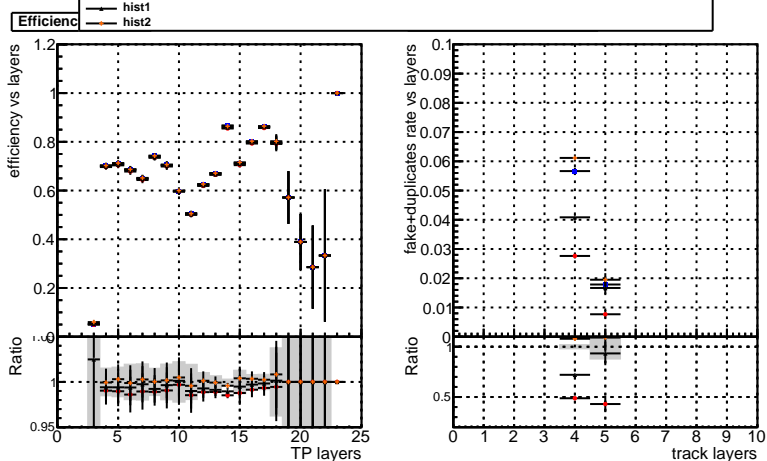 hist1
hist2
Efficienc
efficiency vs layers
1.2
1
0.8
0.6
0.4
0.2
0
Ratio
1
0.95
0 5 10 15 20 25
TP layers
fake+duplicates rate vs layers
0.1
0.09
0.08
0.07
0.06
0.05
0.04
0.03
0.02
0.01
0
Ratio
1
0.5
0 1 2 3 4 5 6 7 8 9 10
track layers